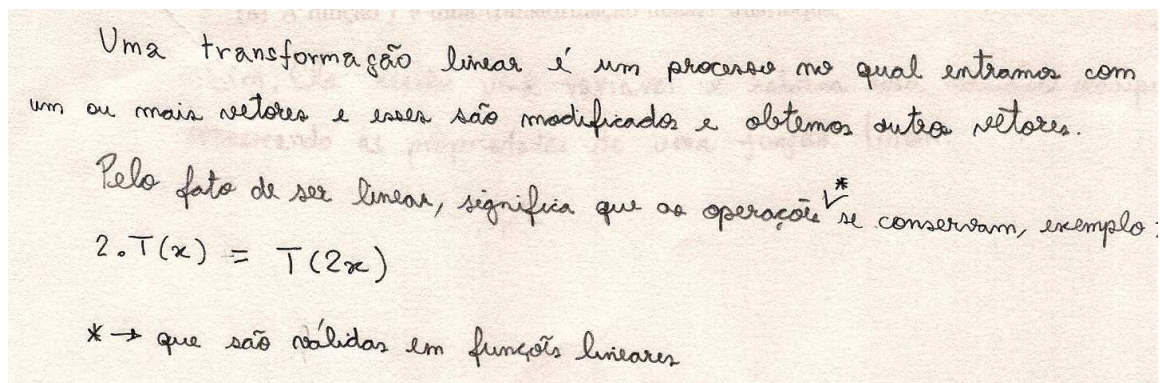 Uma transformação linear é um processo no qual entramos com
um ou mais vetores e esses são modificados e obtemos outros vetores.
Pelo fato de ser linear, significa que as operações * se conservam, exemplo:
2.T(x) = T(2x)
* → que são válidas em funções lineares